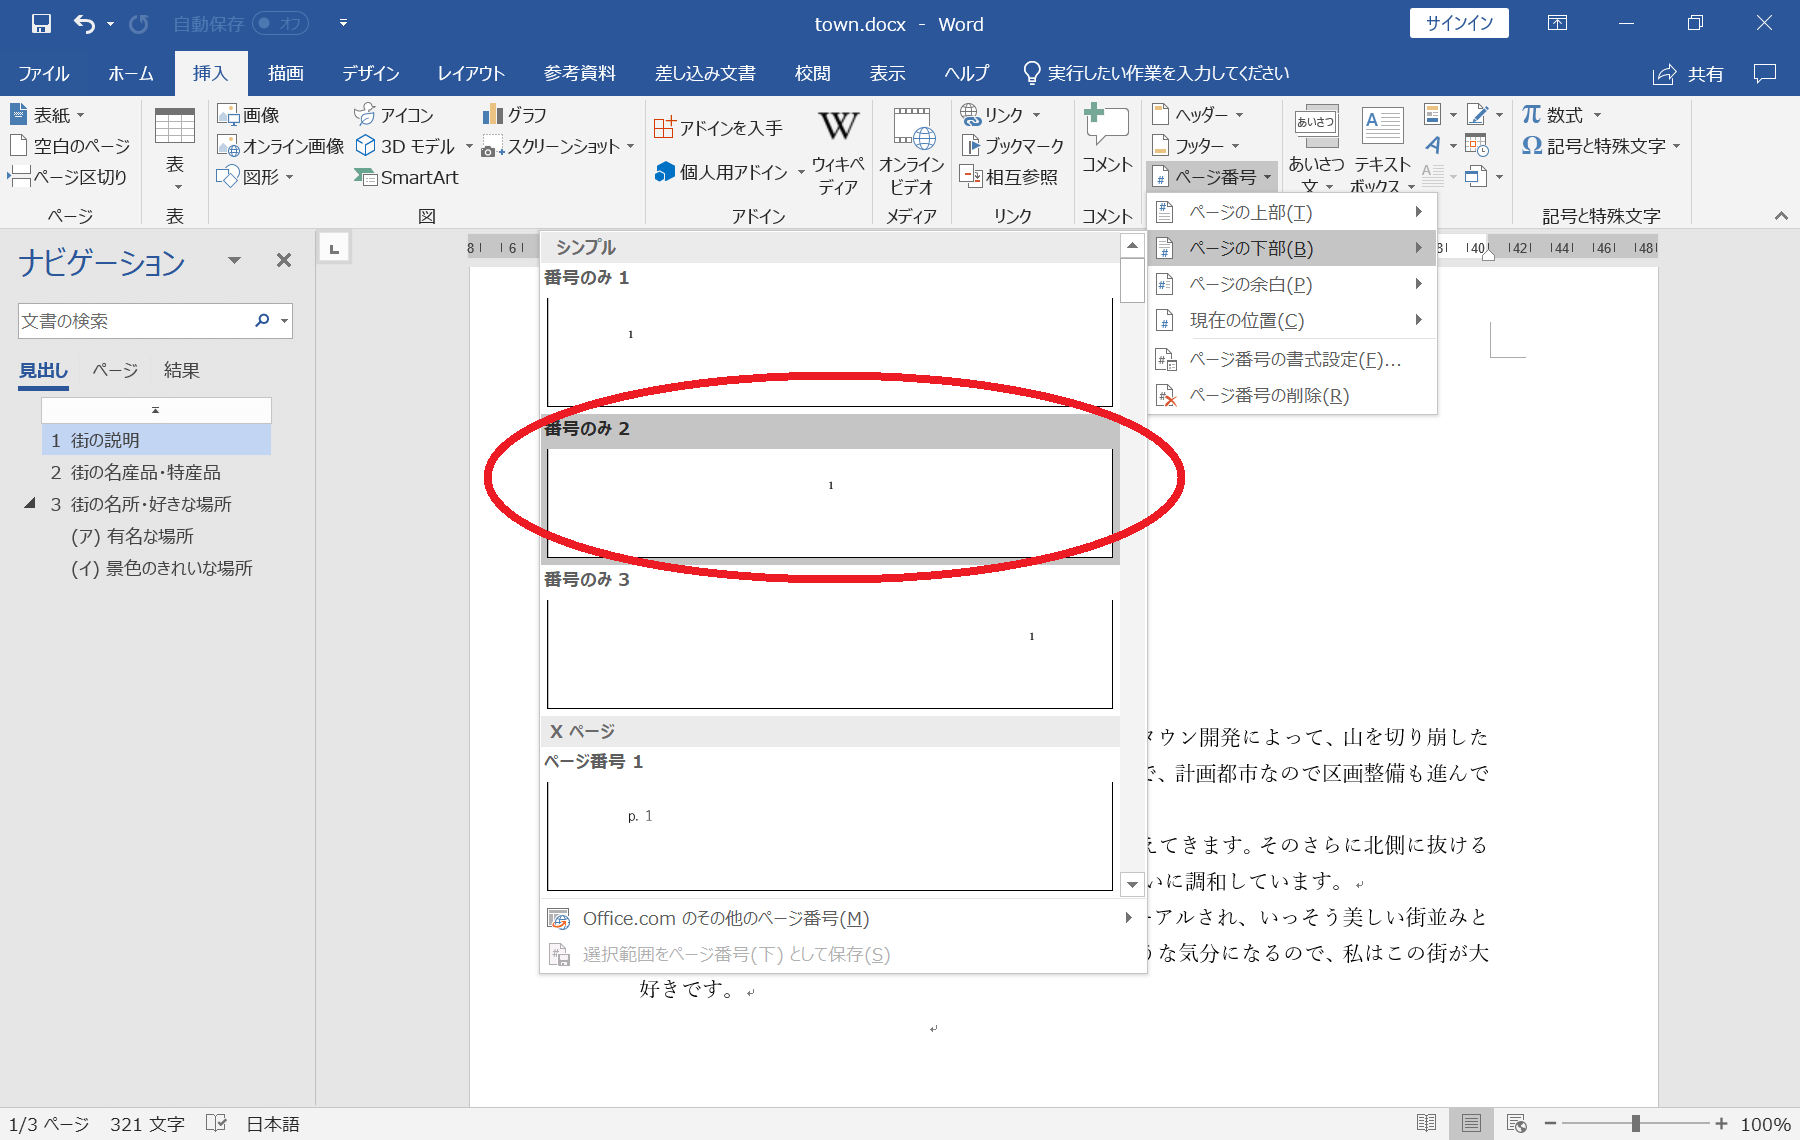 自動保存 オフ
town.docx - Word
サインイン
ファイル ホーム 挿入 描画 デザイン レイアウト 参考資料 差し込み文書 校閲 表示 ヘルプ 実行したい作業を入力してください 共有
表紙
空白のページ
ページ区切り
ページ
表
表
画像
オンライン画像
図形
アイコン
3D モデル
SmartArt
グラフ
スクリーンショット
図
アドインを入手
個人用アドイン
W
ウィキペ
ディア
アドイン
オンライン
ビデオ
メディア
リンク
ブックマーク
相互参照
リンク
コメント
コメント
ヘッダー
フッター
ページ番号
あいさつ
あいさつ
文
テキスト
ボックス
π 数式
Ω 記号と特殊文字
記号と特殊文字
ページの上部(T)
ページの下部(B)
ページの余白(P)
現在の位置(C)
ページ番号の書式設定(F)...
ページ番号の削除(R)
ナビゲーション
文書の検索
見出し ページ 結果
1 街の説明
2 街の名産品・特産品
3 街の名所・好きな場所
(ア) 有名な場所
(イ) 景色のきれいな場所
8 6
40 42 44 46 48
シンプル
番号のみ 1
1
番号のみ 2
1
番号のみ 3
1
X ページ
ページ番号 1
p. 1
Office.com のその他のページ番号(M)
選択範囲をページ番号(下) として保存(S)
タウン開発によって、山を切り崩した
で、計画都市なので区画整備も進んで
えてきます。そのさらに北側に抜ける
いに調和しています。
ーアルされ、いっそう美しい街並みと
うな気分になるので、私はこの街が大
好きです。
1/3 ページ 321 文字 日本語
100%